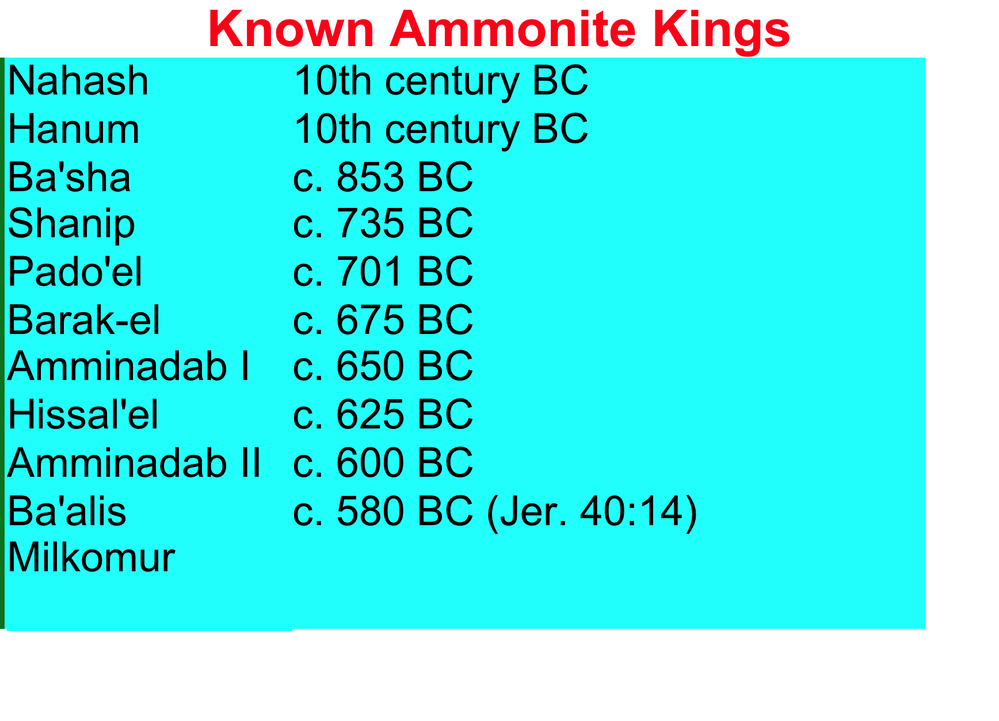 Known Ammonite Kings
Nahash 10th century BC
Hanum 10th century BC
Ba'sha c. 853 BC
Shanip c. 735 BC
Pado'el c. 701 BC
Barak-el c. 675 BC
Amminadab I c. 650 BC
Hissal'el c. 625 BC
Amminadab II c. 600 BC
Ba'alis c. 580 BC (Jer. 40:14)
Milkomur